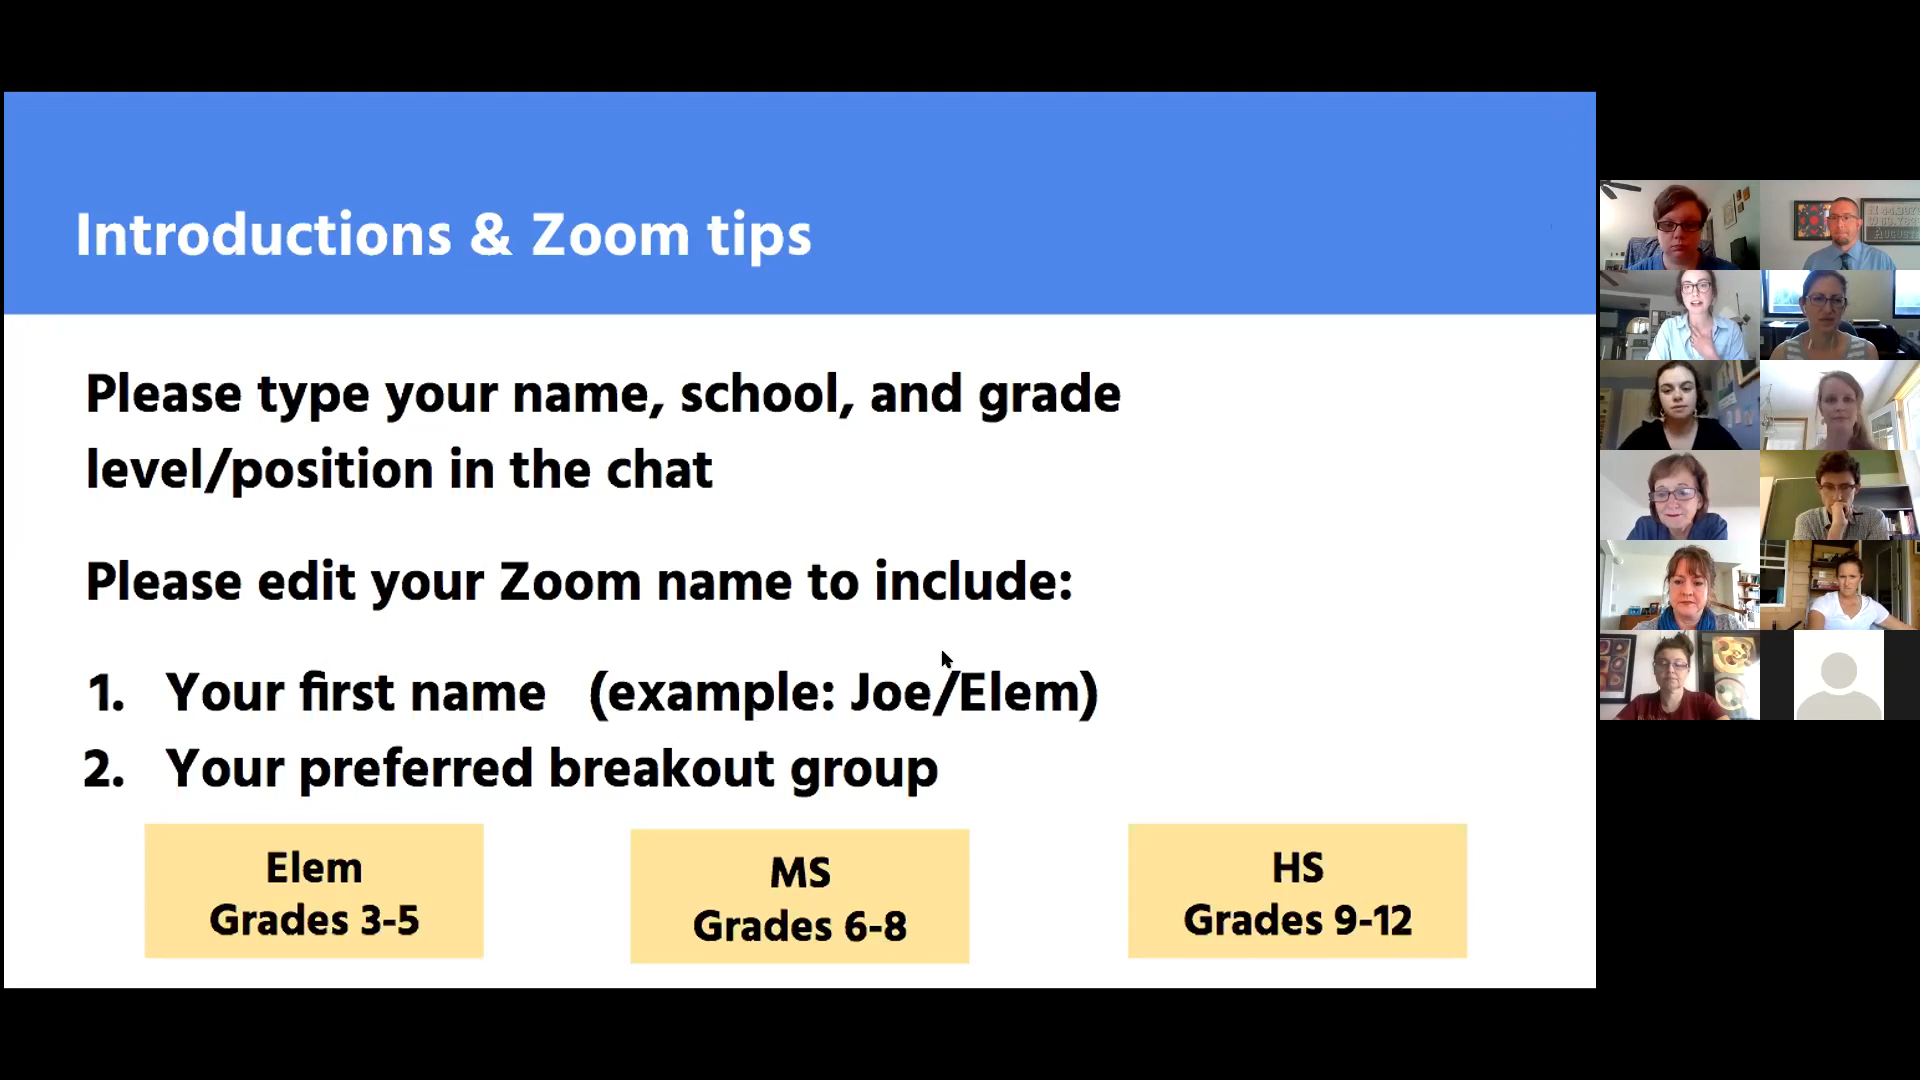 Introductions & Zoom tips
Please type your name, school, and grade
level/position in the chat
Please edit your Zoom name to include:
1. Your first name (example: Joe/Elem)
2. Your preferred breakout group
Elem
Grades 3-5
MS
Grades 6-8
HS
Grades 9-12